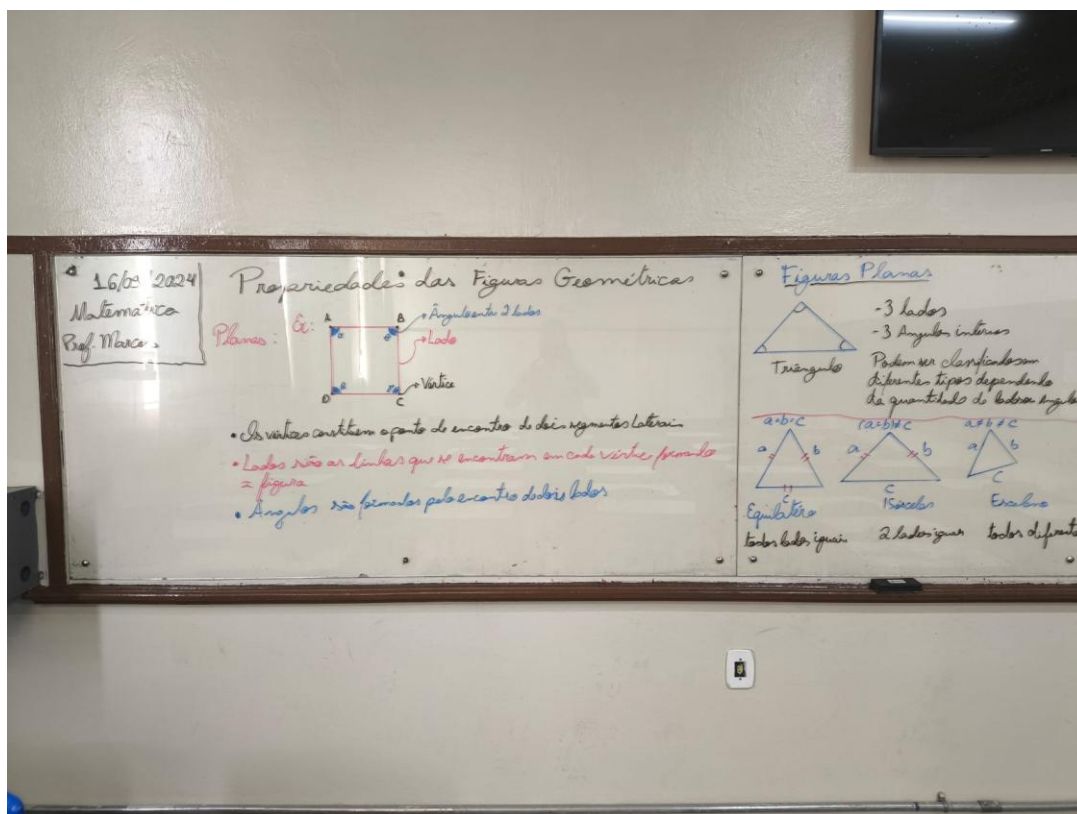 16/09/2024
Matemática
Prof. Marcos
Propriedades das Figuras Geométricas
Planas: Ex:
A B
Ângulo entre 2 lados
Lado
Vértice
D C
• Os vértices constituem o ponto de encontro de dois segmentos laterais
• Lados são as linhas que se encontram em cada vértice formando
a figura
• Ângulos são formados pelo encontro de dois lados
Figuras Planas
- 3 lados
- 3 Ângulos internos
Triângulo
Podem ser classificados em
diferentes tipos dependendo
da quantidade de lados e ângulo
a=b=c (a=b)≠c a≠b≠c
a b a b a b
c c c
Equilátero Isósceles Escaleno
todos lados iguais 2 lados iguais todos diferente